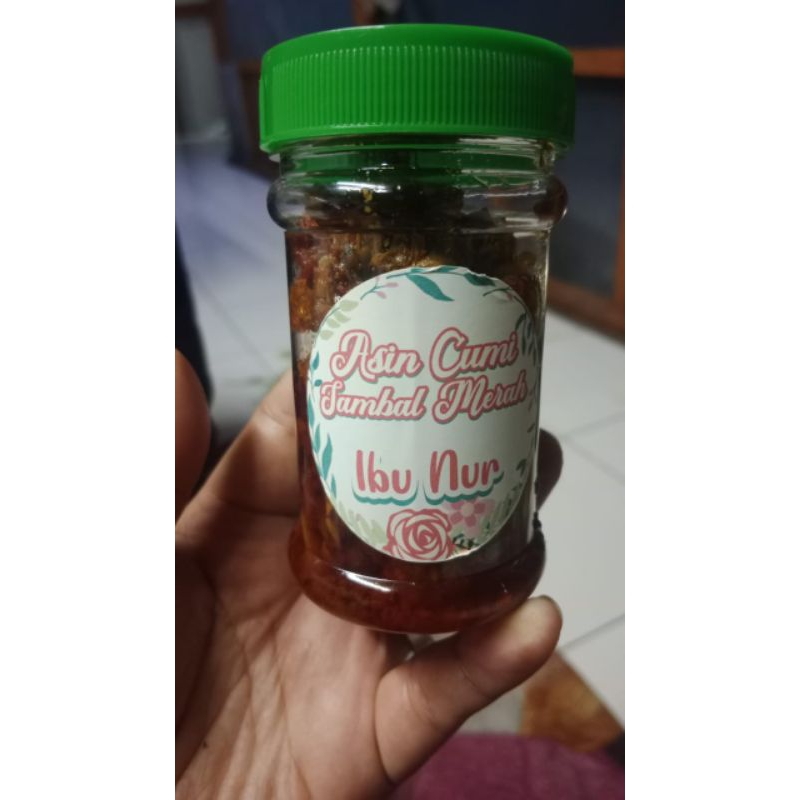 Asin Cumi
Sambal Merah
Ibu Nur